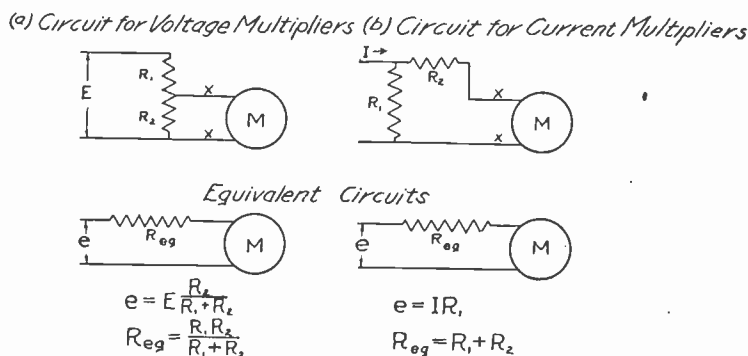 (a) Circuit for Voltage Multipliers (b) Circuit for Current Multipliers
I →
R₁
E
x
R₂
M
x
R₂
R₁
x
M
x
Equivalent Circuits
e
Req
M
e
Req
M
e = E R₂/(R₁ + R₂)
Req = R₁R₂/(R₁ + R₂)
e = IR₁
Req = R₁ + R₂